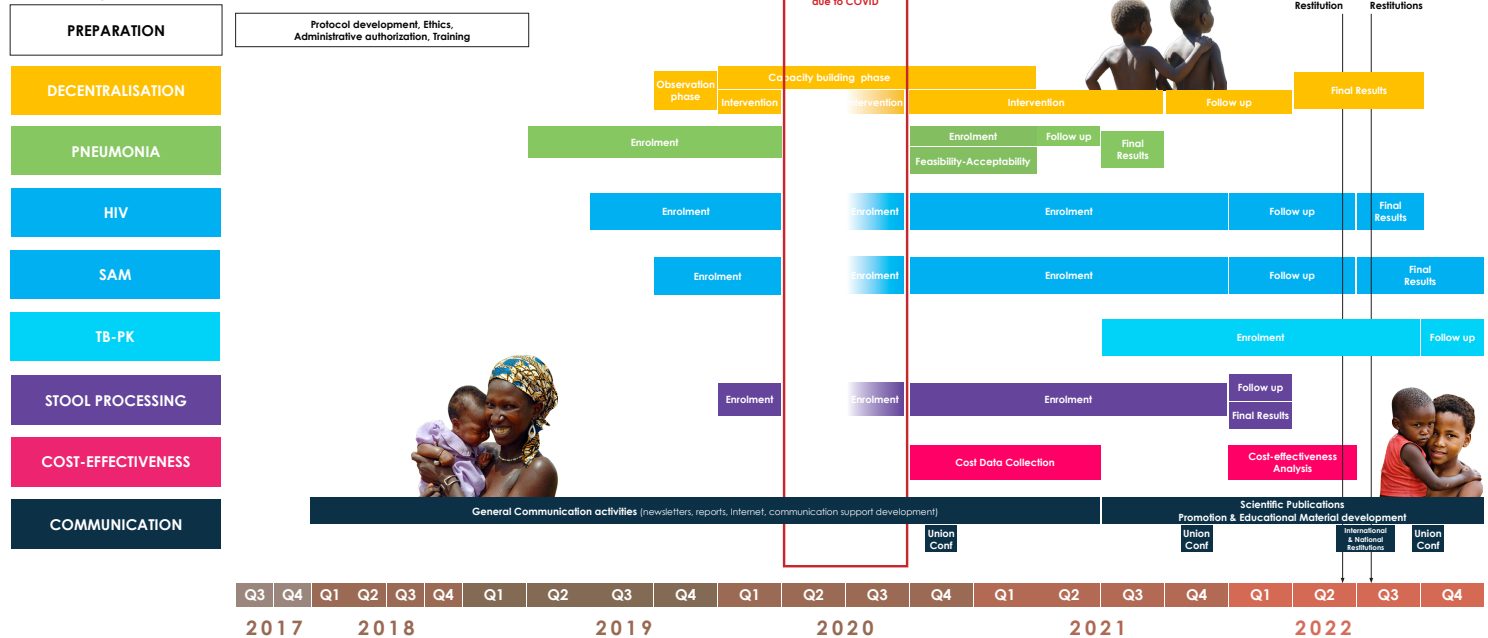 due to COVID
Restitution
Restitutions
PREPARATION
Protocol development, Ethics,
Administrative authorization, Training
DECENTRALISATION
Observation
phase
Capacity building phase
Intervention
Intervention
Intervention
Follow up
Final Results
PNEUMONIA
Enrolment
Enrolment
Follow up
Feasibility-Acceptability
Final
Results
HIV
Enrolment
Enrolment
Enrolment
Follow up
Final
Results
SAM
Enrolment
Enrolment
Enrolment
Follow up
Final
Results
TB-PK
Enrolment
Follow up
STOOL PROCESSING
Enrolment
Enrolment
Enrolment
Follow up
Final Results
COST-EFFECTIVENESS
Cost Data Collection
Cost-effectiveness
Analysis
COMMUNICATION
General Communication activities (newsletters, reports, Internet, communication support development)
Scientific Publications
Promotion & Educational Material development
Union
Conf
Union
Conf
International
& National
Restitutions
Union
Conf
Q3 Q4 Q1 Q2 Q3 Q4 Q1 Q2 Q3 Q4 Q1 Q2 Q3 Q4 Q1 Q2 Q3 Q4 Q1 Q2 Q3 Q4
2017 2018 2019 2020 2021 2022